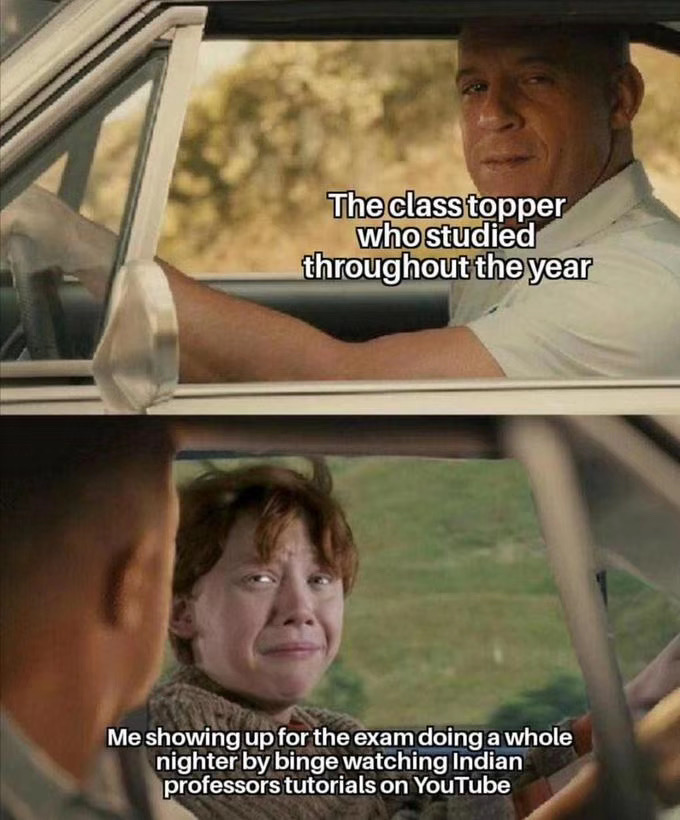 The class topper
who studied
throughout the year
Me showing up for the exam doing a whole
nighter by binge watching Indian
professors tutorials on YouTube